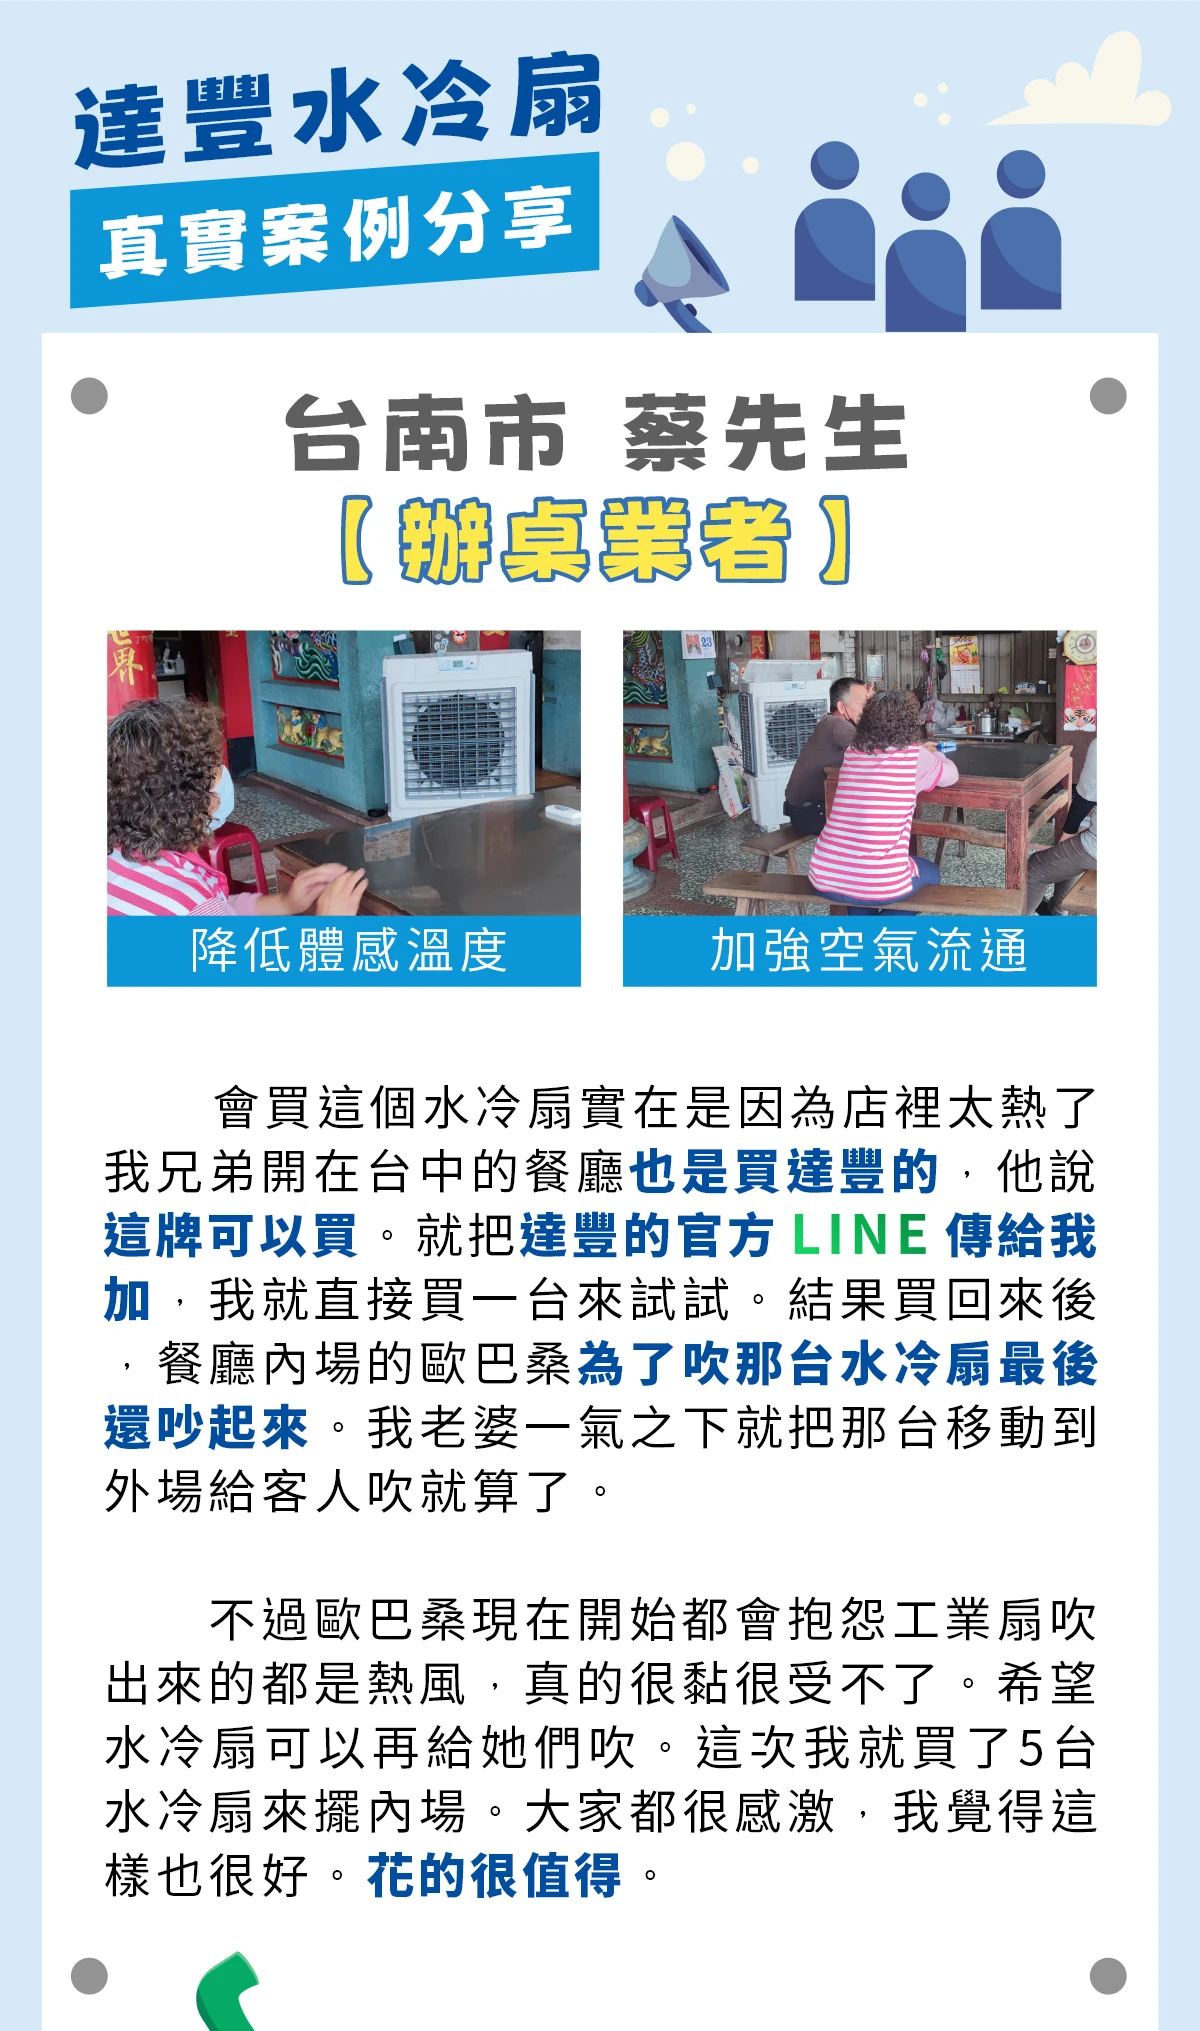 達豐水冷扇
真實案例分享
台南市 蔡先生
【辦桌業者】
世界
23
民
降低體感溫度
加強空氣流通
會買這個水冷扇實在是因為店裡太熱了
我兄弟開在台中的餐廳也是買達豐的，他說
這牌可以買。就把達豐的官方 LINE 傳給我
加，我就直接買一台來試試。結果買回來後
，餐廳內場的歐巴桑為了吹那台水冷扇最後
還吵起來。我老婆一氣之下就把那台移動到
外場給客人吹就算了。
不過歐巴桑現在開始都會抱怨工業扇吹
出來的都是熱風，真的很黏很受不了。希望
水冷扇可以再給她們吹。這次我就買了5台
水冷扇來擺內場。大家都很感激，我覺得這
樣也很好。花的很值得。